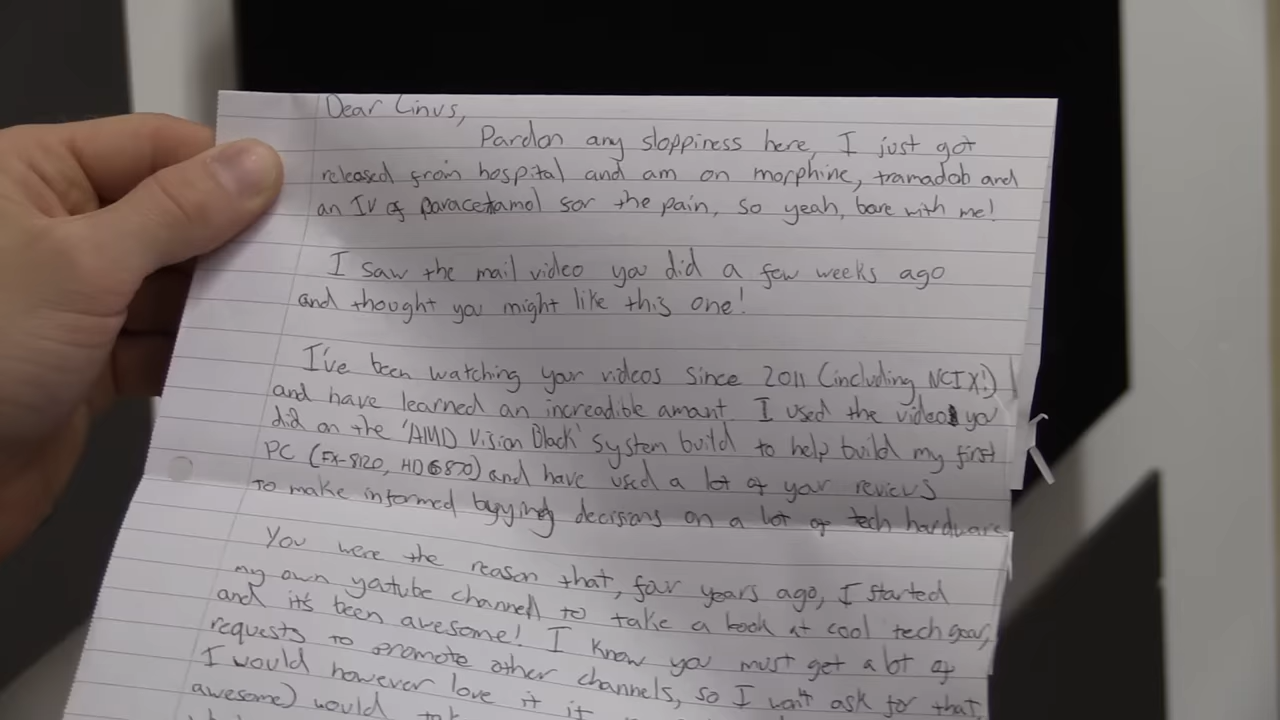 Dear Linus,
Pardon any sloppiness here, I just got
released from hospital and am on morphine, tramadob and
an IV of paracetamol for the pain, so yeah, bare with me!
I saw the mail video you did a few weeks ago
and thought you might like this one!
I've been watching your videos since 2011 (including NCIX!)
and have learned an increadible amant. I used the video you
did on the 'AMD Vision Black' system build to help build my first
PC (FX-8120, HD6870) and have used a lot of your reviews
to make informed buying decisions on a lot of tech hardware
You were the reason that, four years ago, I started
my own yatube channel to take a look at cool tech gear,
and it's been awesome! I know you must get a lot of
requests to promote other channels, so I won't ask for that,
I would however love it if
awesome) would